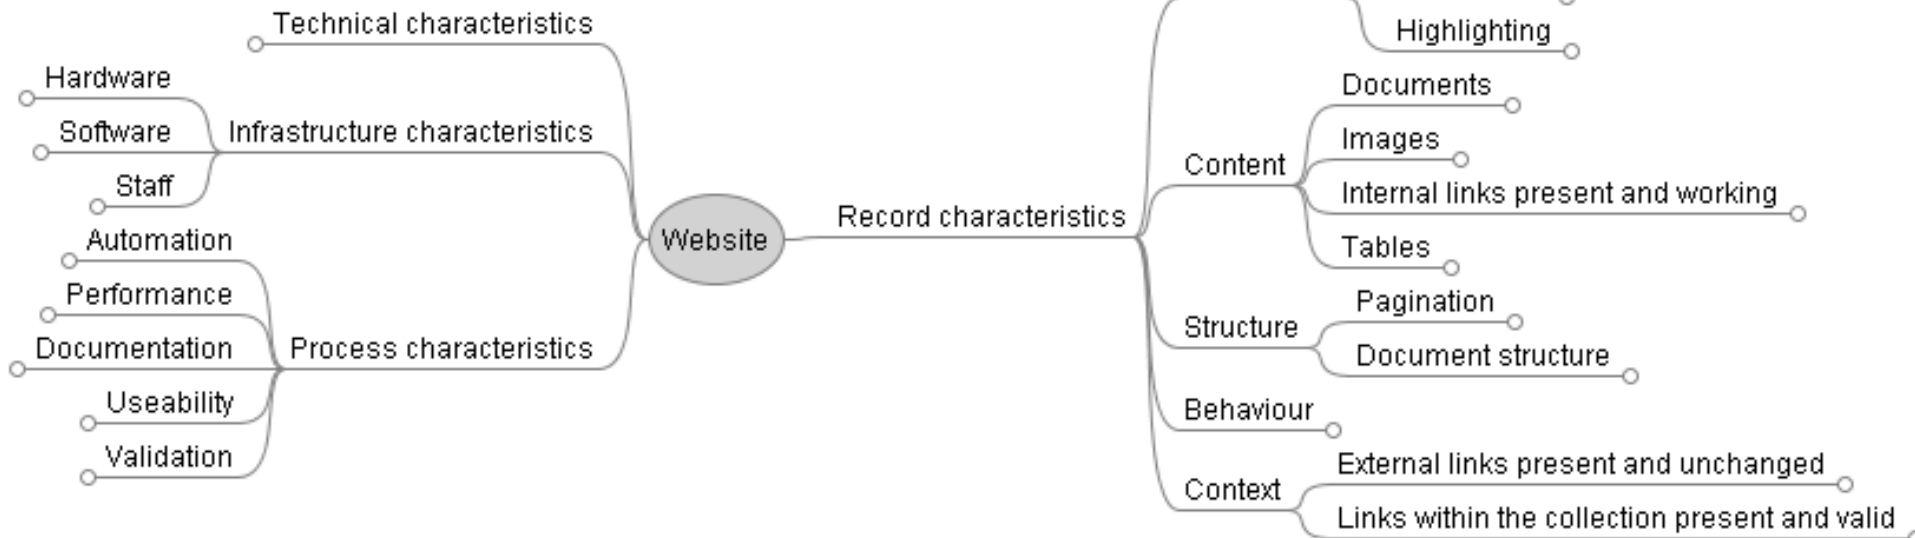 Technical characteristics
Hardware
Software
Staff
Infrastructure characteristics
Automation
Performance
Documentation
Useability
Validation
Process characteristics
Website
Record characteristics
Highlighting
Content
Documents
Images
Internal links present and working
Tables
Structure
Pagination
Document structure
Behaviour
Context
External links present and unchanged
Links within the collection present and valid